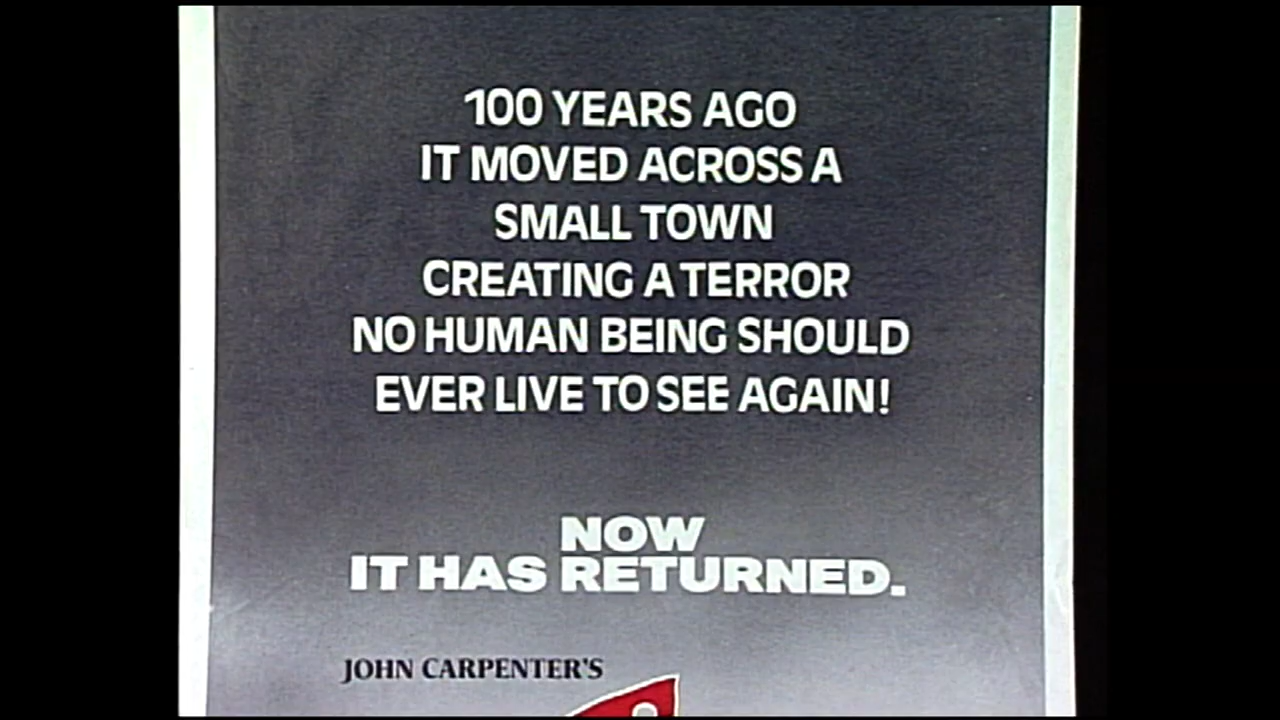 100 YEARS AGO
IT MOVED ACROSS A
SMALL TOWN
CREATING A TERROR
NO HUMAN BEING SHOULD
EVER LIVE TO SEE AGAIN!
NOW
IT HAS RETURNED.
JOHN CARPENTER'S